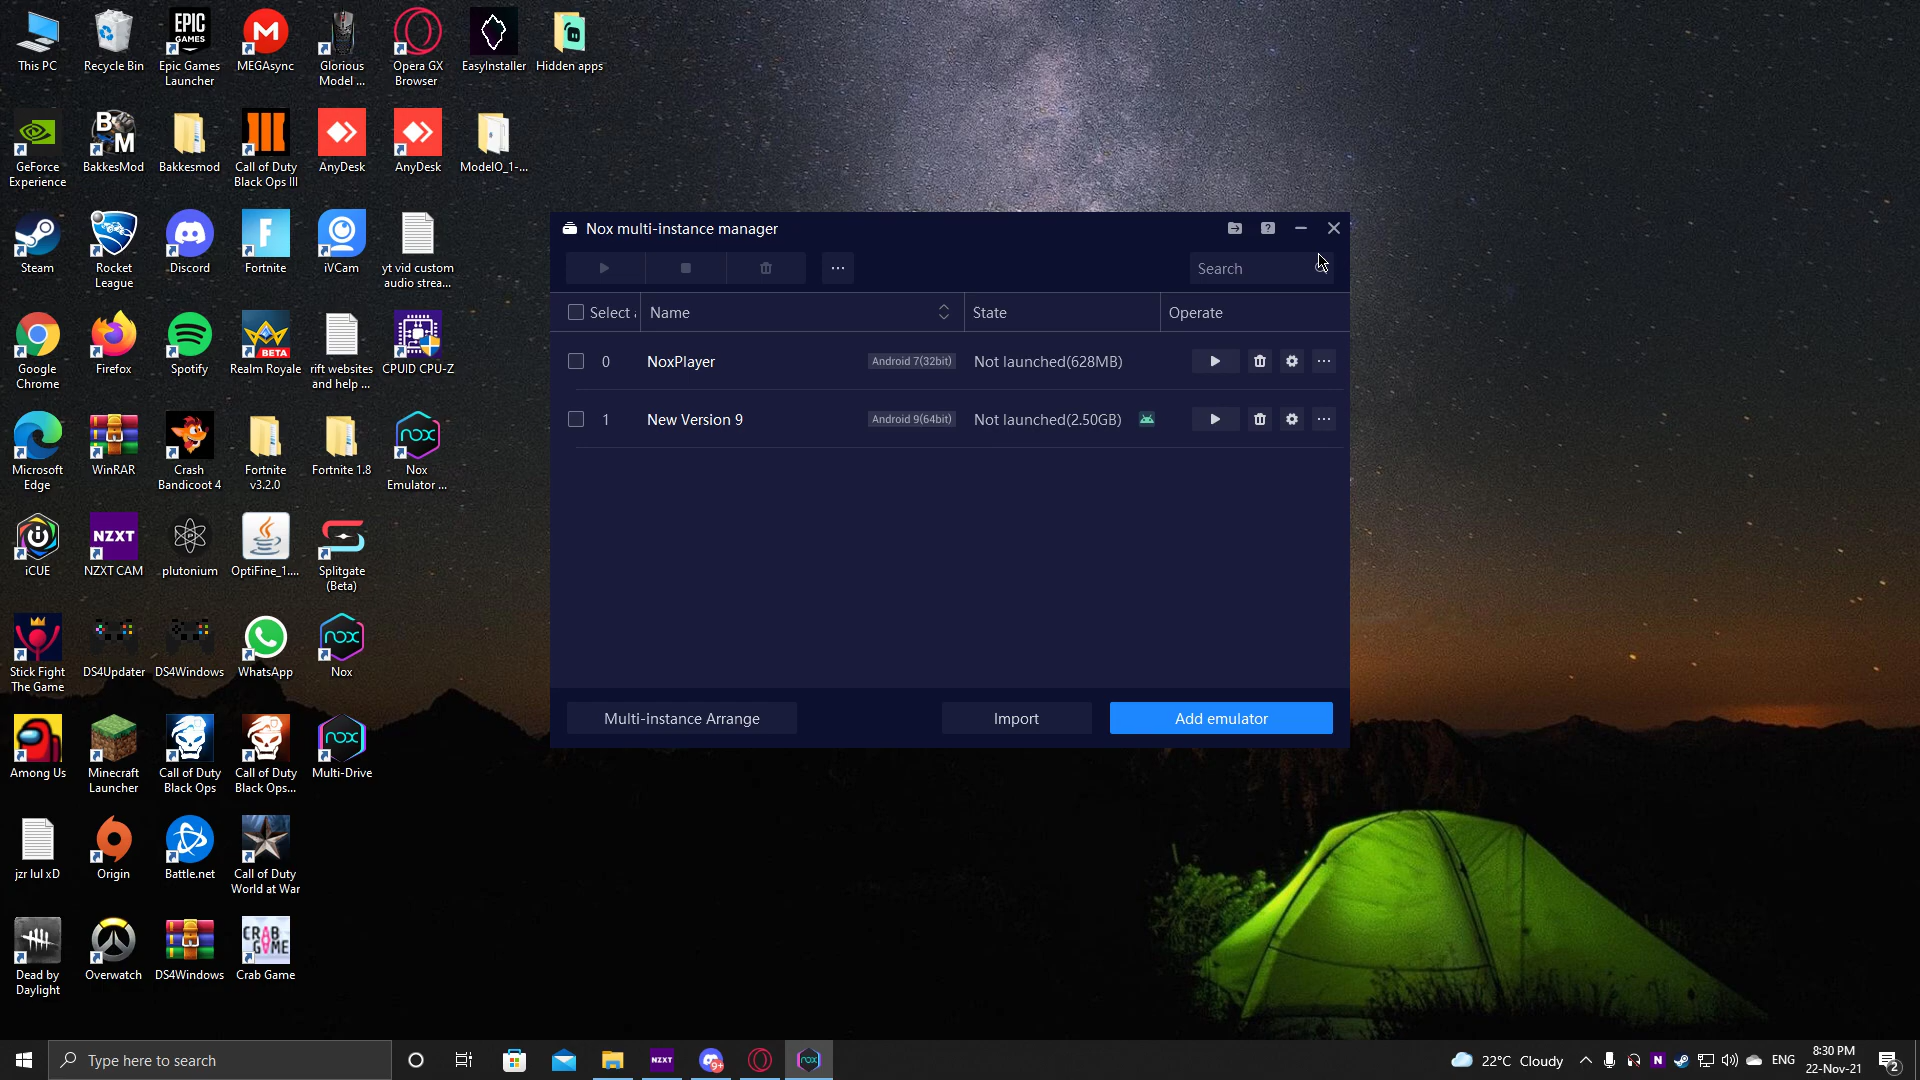 This PC
Recycle Bin
EPIC
GAMES
Epic Games
Launcher
MEGAsync
Glorious
Model ...
Opera GX
Browser
EasyInstaller
Hidden apps
GeForce
Experience
B
M
BakkesMod
Bakkesmod
Call of Duty
Black Ops III
AnyDesk
AnyDesk
ModelO_1-...
Steam
Rocket
League
Discord
F
Fortnite
iVCam
yt vid custom
audio strea...
Google
Chrome
Firefox
Spotify
BETA
Realm Royale
rift websites
and help ...
CPUID CPU-Z
Microsoft
Edge
WinRAR
Crash
Bandicoot 4
Fortnite
v3.2.0
Fortnite 1.8
nox
Nox
Emulator ...
iCUE
NZXT
NZXT CAM
plutonium
OptiFine_1....
Splitgate
(Beta)
Stick Fight
The Game
DS4Updater
DS4Windows
WhatsApp
nox
Nox
Among Us
Minecraft
Launcher
Call of Duty
Black Ops
Call of Duty
Black Ops...
nox
Multi-Drive
jzr lul xD
Origin
Battle.net
Call of Duty
World at War
Dead by
Daylight
Overwatch
DS4Windows
CRAB
GAME
Crab Game
Nox multi-instance manager
Search
Select
Name
State
Operate
0
NoxPlayer
Android 7(32bit)
Not launched(628MB)
1
New Version 9
Android 9(64bit)
Not launched(2.50GB)
Multi-instance Arrange
Import
Add emulator
Type here to search
NZXT
9+
nox
22°C Cloudy
N
ENG
8:30 PM
22-Nov-21
2